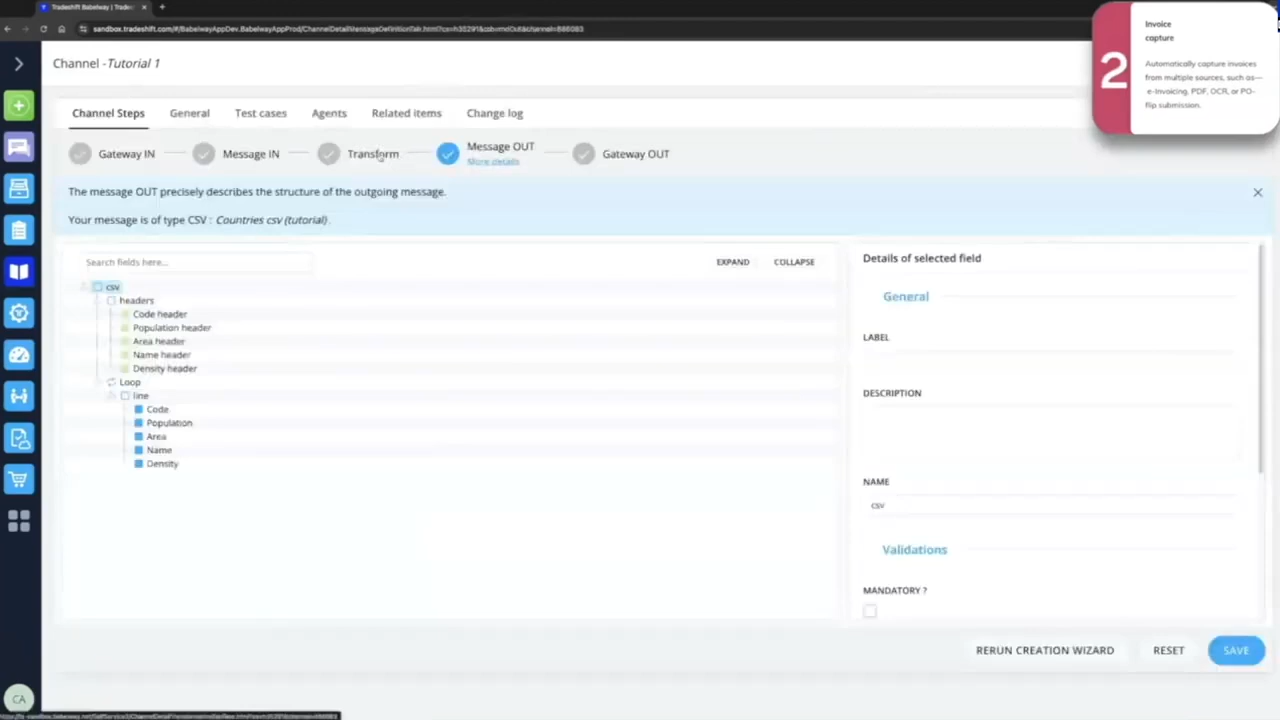 Tradeshift Babelway | Trades
Invoice
capture
Automatically capture invoices
from multiple sources, such as—
e-Invoicing, PDF, OCR, or PO-
flip submission.
2
Channel -Tutorial 1
Channel Steps
General
Test cases
Agents
Related items
Change log
Gateway IN
Message IN
Transform
Message OUT
More details
Gateway OUT
The message OUT precisely describes the structure of the outgoing message.
Your message is of type CSV : Countries csv (tutorial) .
Search fields here...
EXPAND
COLLAPSE
csv
headers
Code header
Population header
Area header
Name header
Density header
Loop
line
Code
Population
Area
Name
Density
Details of selected field
General
LABEL
DESCRIPTION
NAME
csv
Validations
MANDATORY ?
RERUN CREATION WIZARD
RESET
SAVE
CA